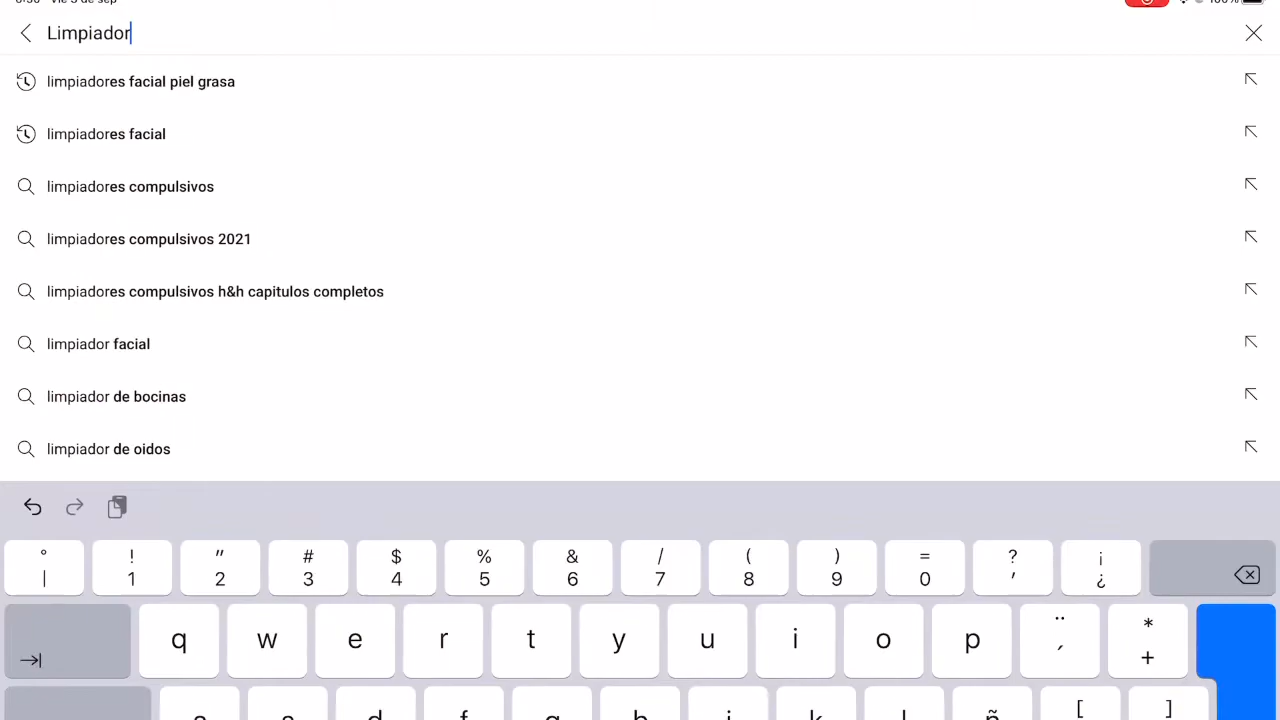 Limpiador
limpiadores facial piel grasa
limpiadores facial
limpiadores compulsivos
limpiadores compulsivos 2021
limpiadores compulsivos h&h capitulos completos
limpiador facial
limpiador de bocinas
limpiador de oidos
° ! " # $ % & / ( ) = ? ¡
| 1 2 3 4 5 6 7 8 9 0 ' ¿
q w e r t y u i o p ¨ ´ * +
[ ]